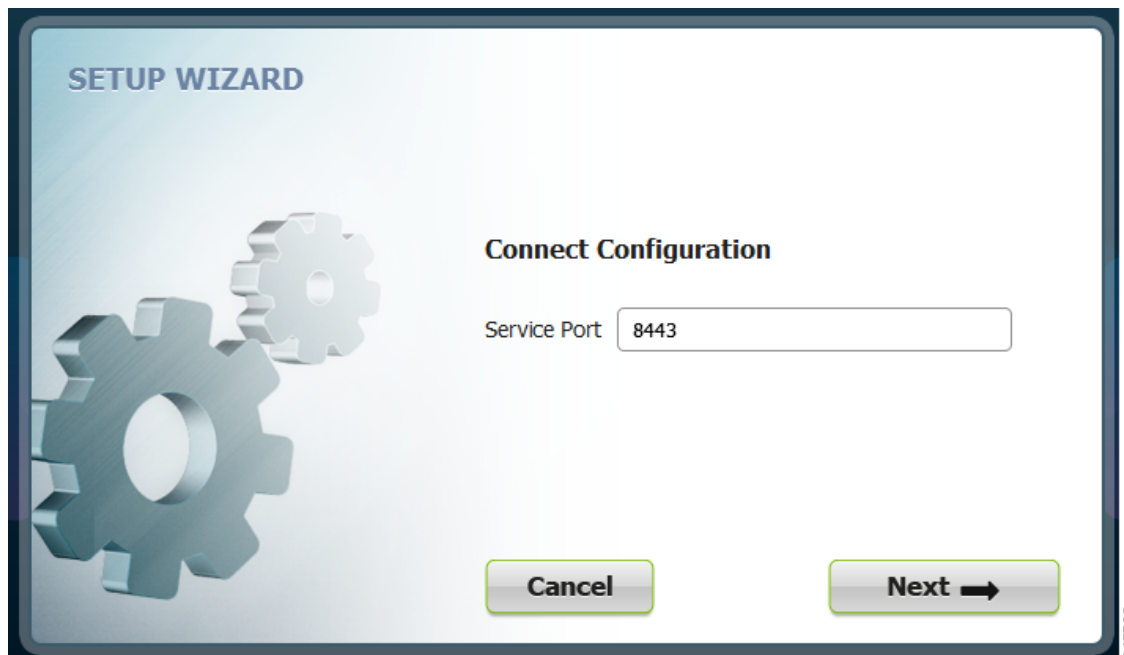 SETUP WIZARD
Connect Configuration
Service Port 8443
Cancel
Next